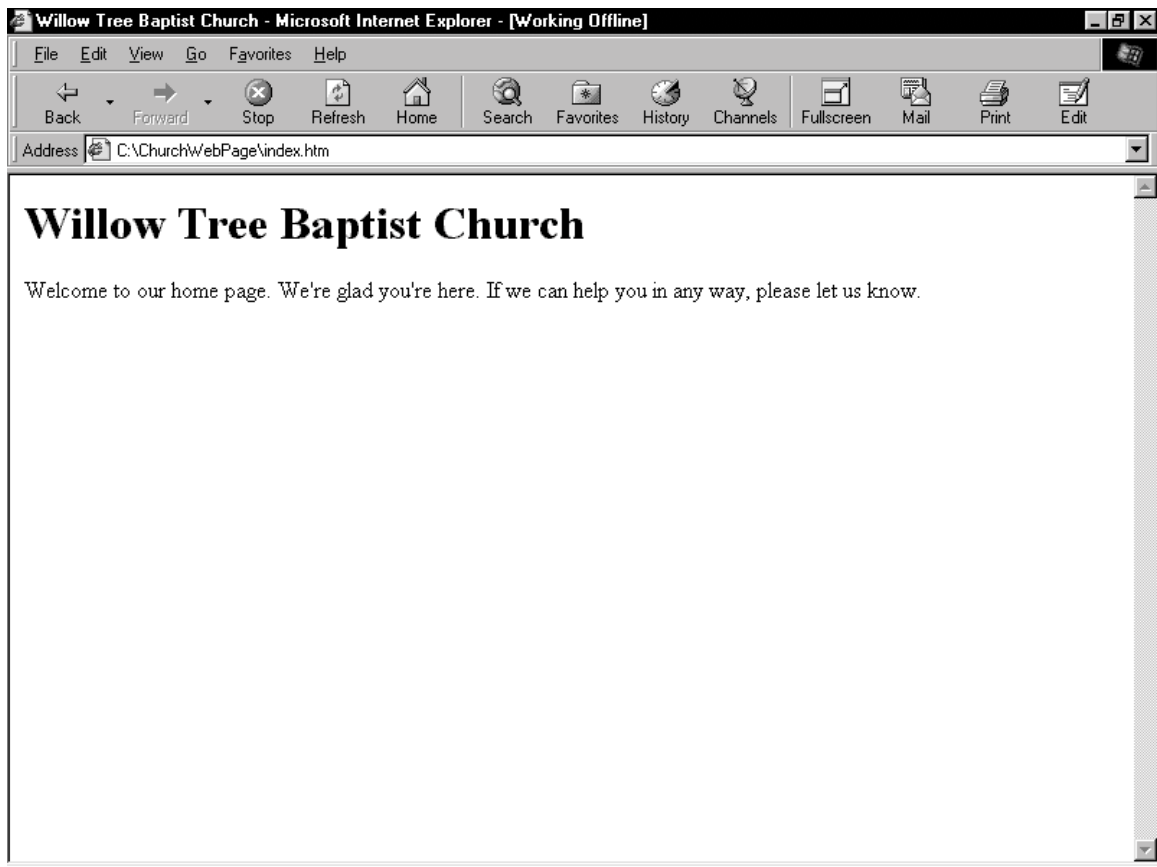 Willow Tree Baptist Church - Microsoft Internet Explorer - [Working Offline]
File Edit View Go Favorites Help
Back Forward Stop Refresh Home Search Favorites History Channels Fullscreen Mail Print Edit
Address C:\ChurchWebPage\index.htm
Willow Tree Baptist Church
Welcome to our home page. We're glad you're here. If we can help you in any way, please let us know.